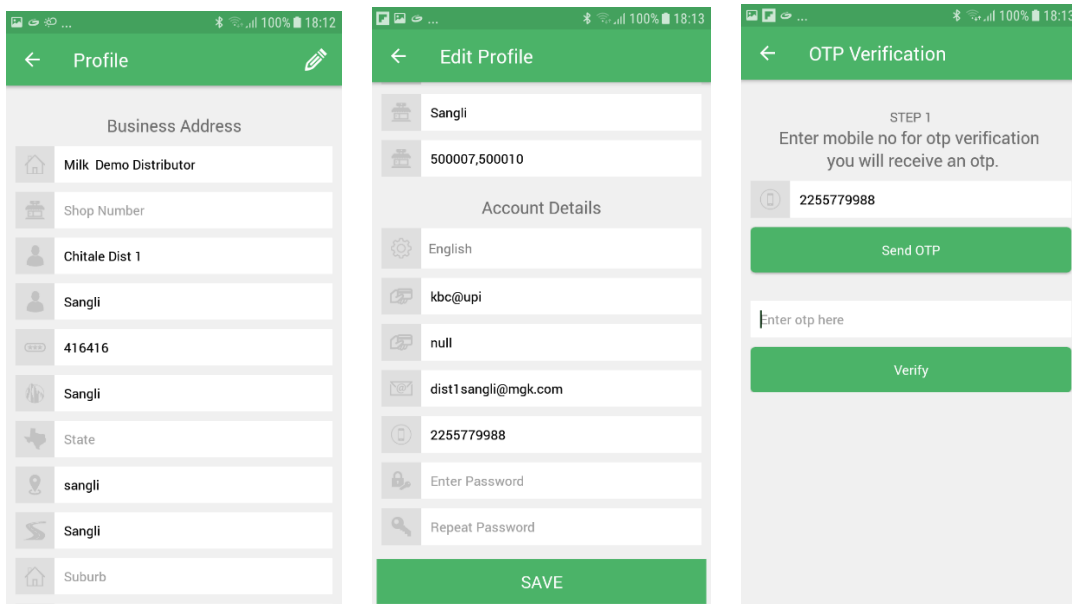 ... 100% 18:12
Profile
Business Address
Milk Demo Distributor
Shop Number
Chitale Dist 1
Sangli
416416
Sangli
State
sangli
Sangli
Suburb
... 100% 18:13
Edit Profile
Sangli
500007,500010
Account Details
English
kbc@upi
null
dist1sangli@mgk.com
2255779988
Enter Password
Repeat Password
SAVE
... 100% 18:13
OTP Verification
STEP 1
Enter mobile no for otp verification
you will receive an otp.
2255779988
Send OTP
Enter otp here
Verify